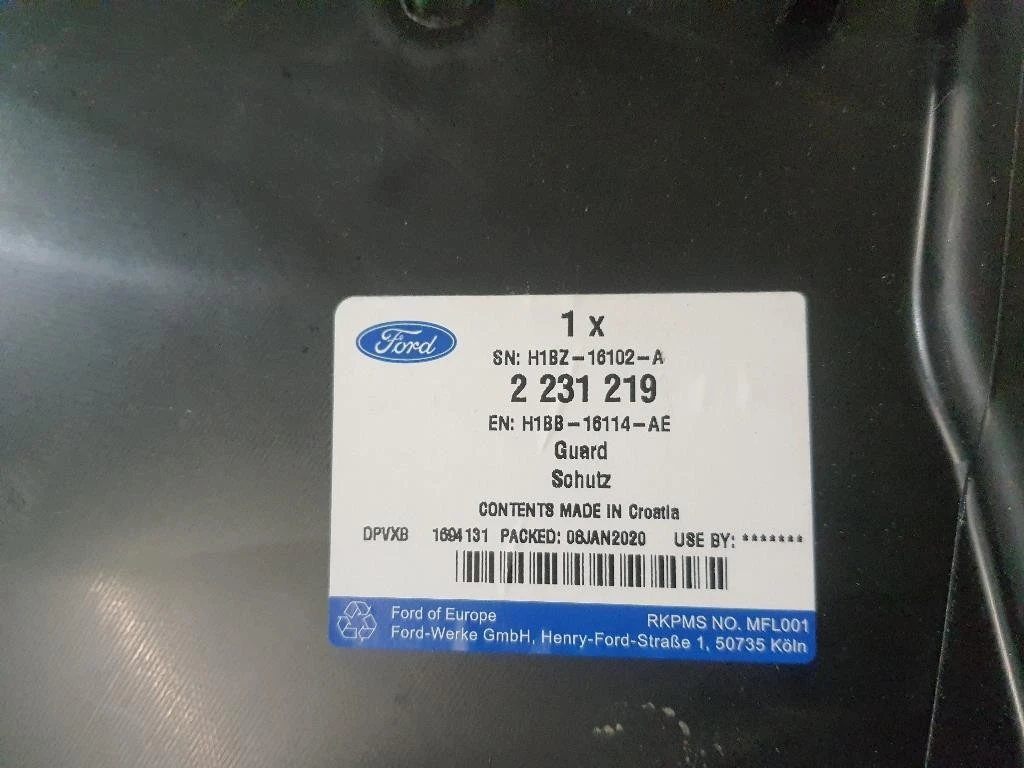 Ford
1 x
SN: H1BZ-16102-A
2 231 219
EN: H1BB-16114-AE
Guard
Schutz
CONTENTS MADE IN Croatia
DPVXB 1694131 PACKED: 08JAN2020 USE BY: *******
Ford of Europe RKPMS NO. MFL001
Ford-Werke GmbH, Henry-Ford-Straße 1, 50735 Köln